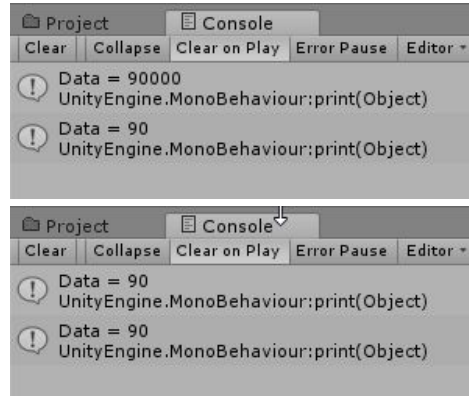 Project Console
Clear Collapse Clear on Play Error Pause Editor
Data = 90000
UnityEngine.MonoBehaviour:print(Object)
Data = 90
UnityEngine.MonoBehaviour:print(Object)
Project Console
Clear Collapse Clear on Play Error Pause Editor
Data = 90
UnityEngine.MonoBehaviour:print(Object)
Data = 90
UnityEngine.MonoBehaviour:print(Object)